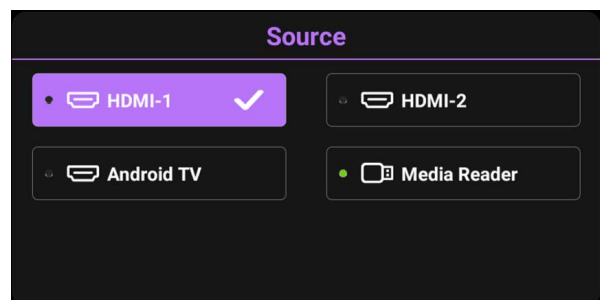 Source
HDMI-1
HDMI-2
Android TV
Media Reader